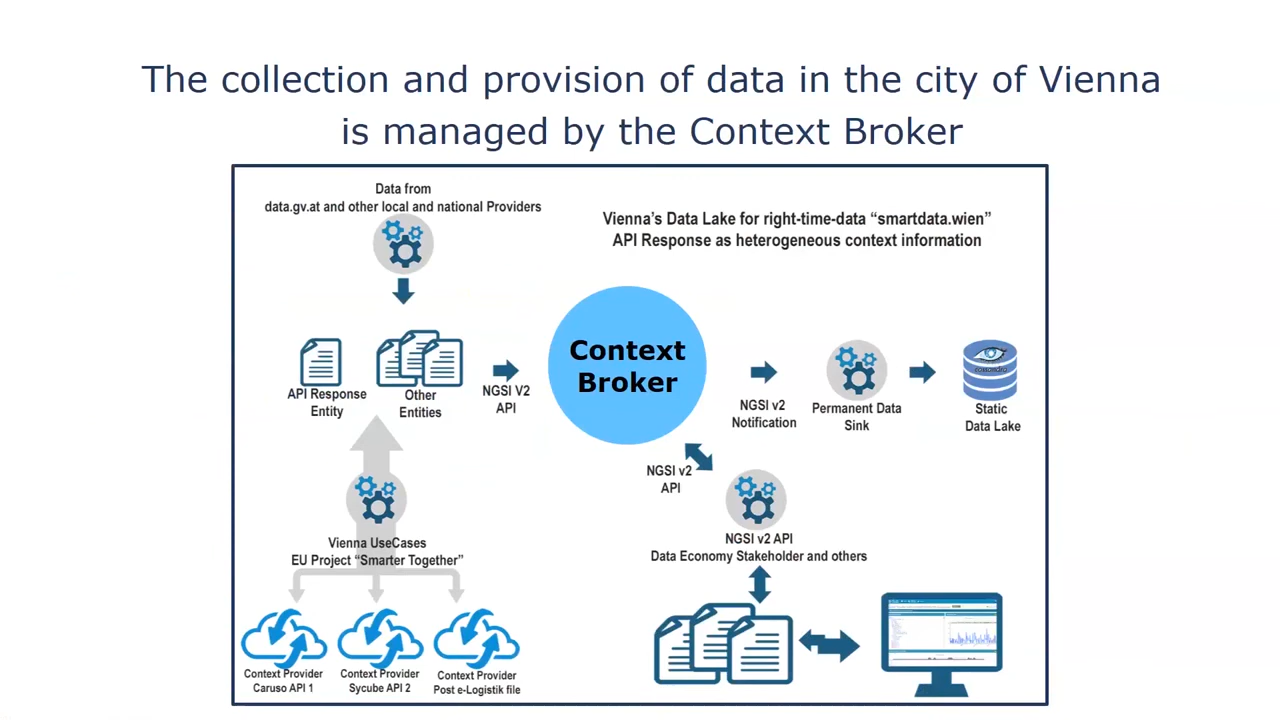 The collection and provision of data in the city of Vienna
is managed by the Context Broker
Data from
data.gv.at and other local and national Providers
Vienna's Data Lake for right-time-data “smartdata.wien”
API Response as heterogeneous context information
Context
Broker
API Response
Entity
Other
Entities
NGSI V2
API
NGSI v2
Notification
Permanent Data
Sink
cassandra
Static
Data Lake
NGSI v2
API
NGSI v2 API
Data Economy Stakeholder and others
Vienna UseCases
EU Project “Smarter Together”
Context Provider
Caruso API 1
Context Provider
Sycube API 2
Context Provider
Post e-Logistik file